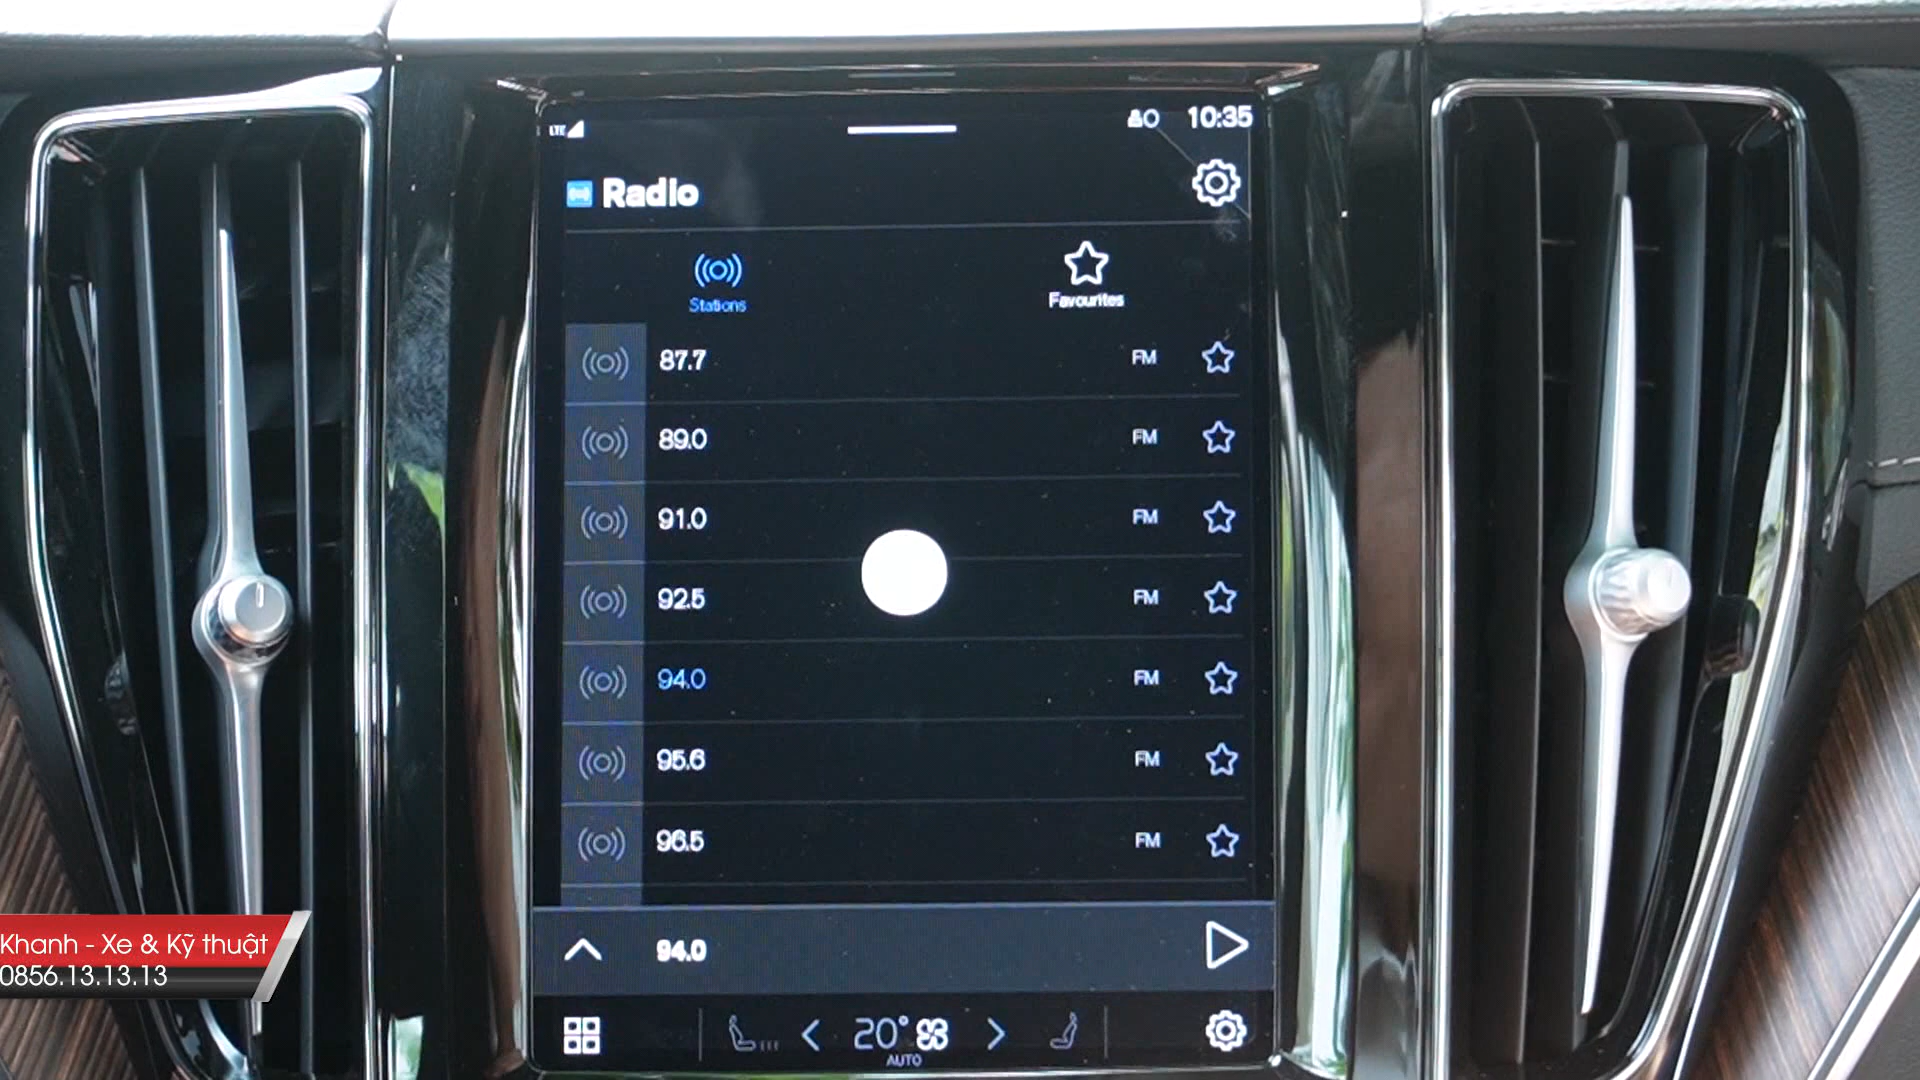 LTE
10:35
Radio
Stations
Favourites
87.7 FM
89.0 FM
91.0 FM
92.5 FM
94.0 FM
95.6 FM
96.5 FM
94.0
20°
AUTO
Khanh - Xe & Kỹ thuật
0856.13.13.13